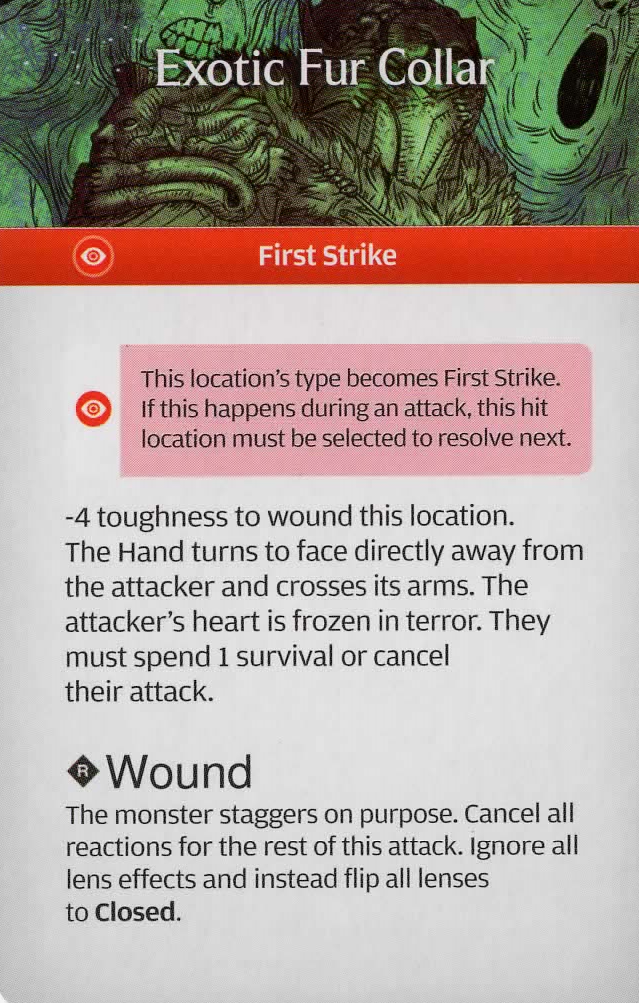 Exotic Fur Collar
First Strike
This location's type becomes First Strike.
If this happens during an attack, this hit
location must be selected to resolve next.
-4 toughness to wound this location.
The Hand turns to face directly away from
the attacker and crosses its arms. The
attacker's heart is frozen in terror. They
must spend 1 survival or cancel
their attack.
R Wound
The monster staggers on purpose. Cancel all
reactions for the rest of this attack. Ignore all
lens effects and instead flip all lenses
to Closed.